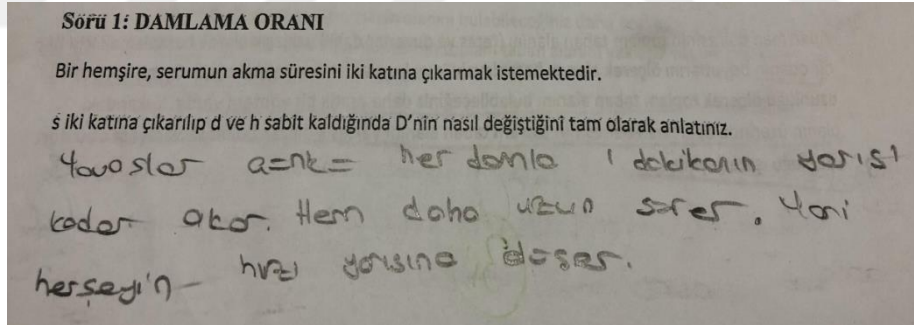 Soru 1: DAMLAMA ORANI
Bir hemşire, serumun akma süresini iki katına çıkarmak istemektedir.
s iki katına çıkarılıp d ve h sabit kaldığında D'nin nasıl değiştiğini tam olarak anlatınız.
Yavaşlar çünkü her damla 1 dakikanın yarısı
kadar akar. Hem daha uzun sürer. Yani
herşeyin hızı yarısına düşer.